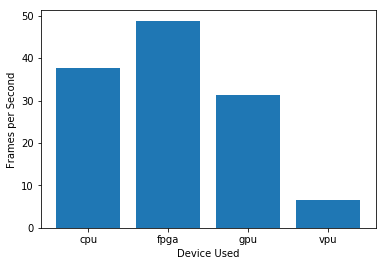 50
40
30
20
10
0
Frames per Second
cpu fpga gpu vpu
Device Used